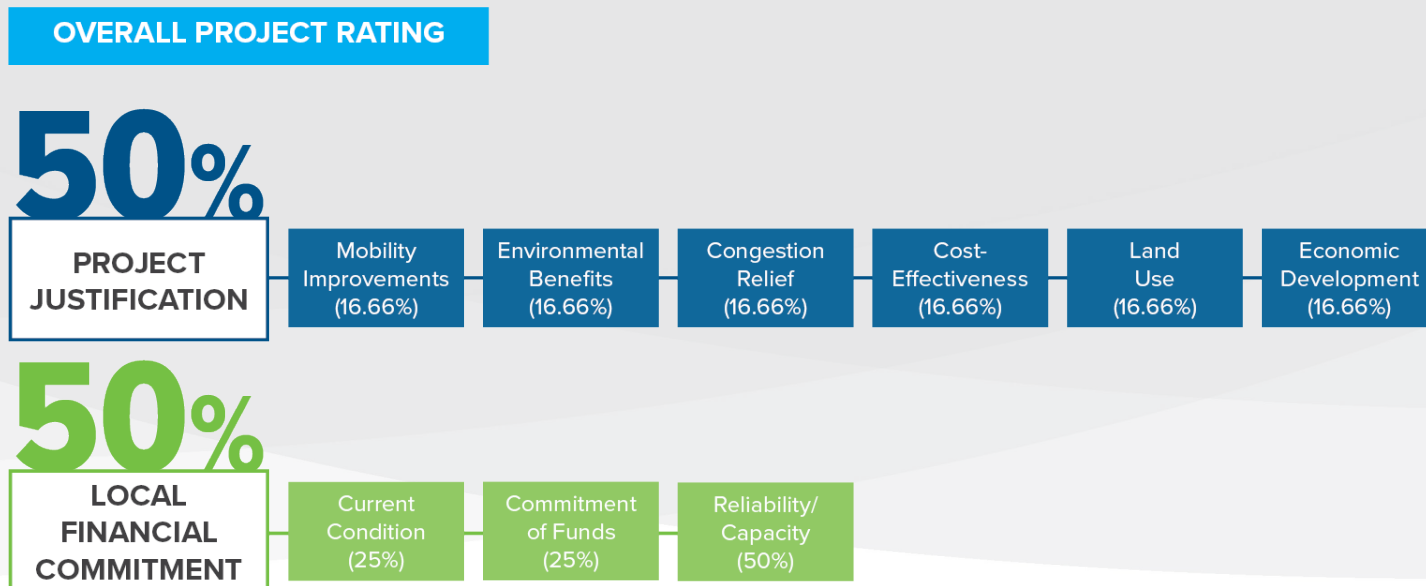 OVERALL PROJECT RATING
50%
PROJECT
JUSTIFICATION
Mobility
Improvements
(16.66%)
Environmental
Benefits
(16.66%)
Congestion
Relief
(16.66%)
Cost-
Effectiveness
(16.66%)
Land
Use
(16.66%)
Economic
Development
(16.66%)
50%
LOCAL
FINANCIAL
COMMITMENT
Current
Condition
(25%)
Commitment
of Funds
(25%)
Reliability/
Capacity
(50%)